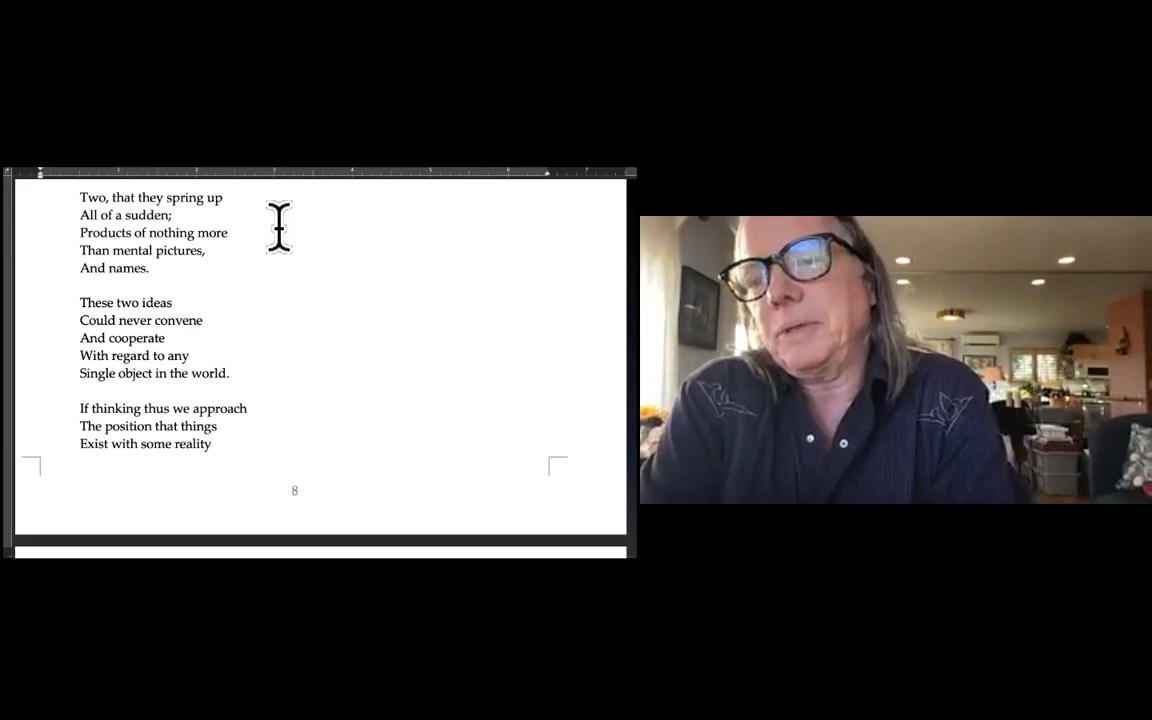 Two, that they spring up
All of a sudden;
Products of nothing more
Than mental pictures,
And names.
These two ideas
Could never convene
And cooperate
With regard to any
Single object in the world.
If thinking thus we approach
The position that things
Exist with some reality
8